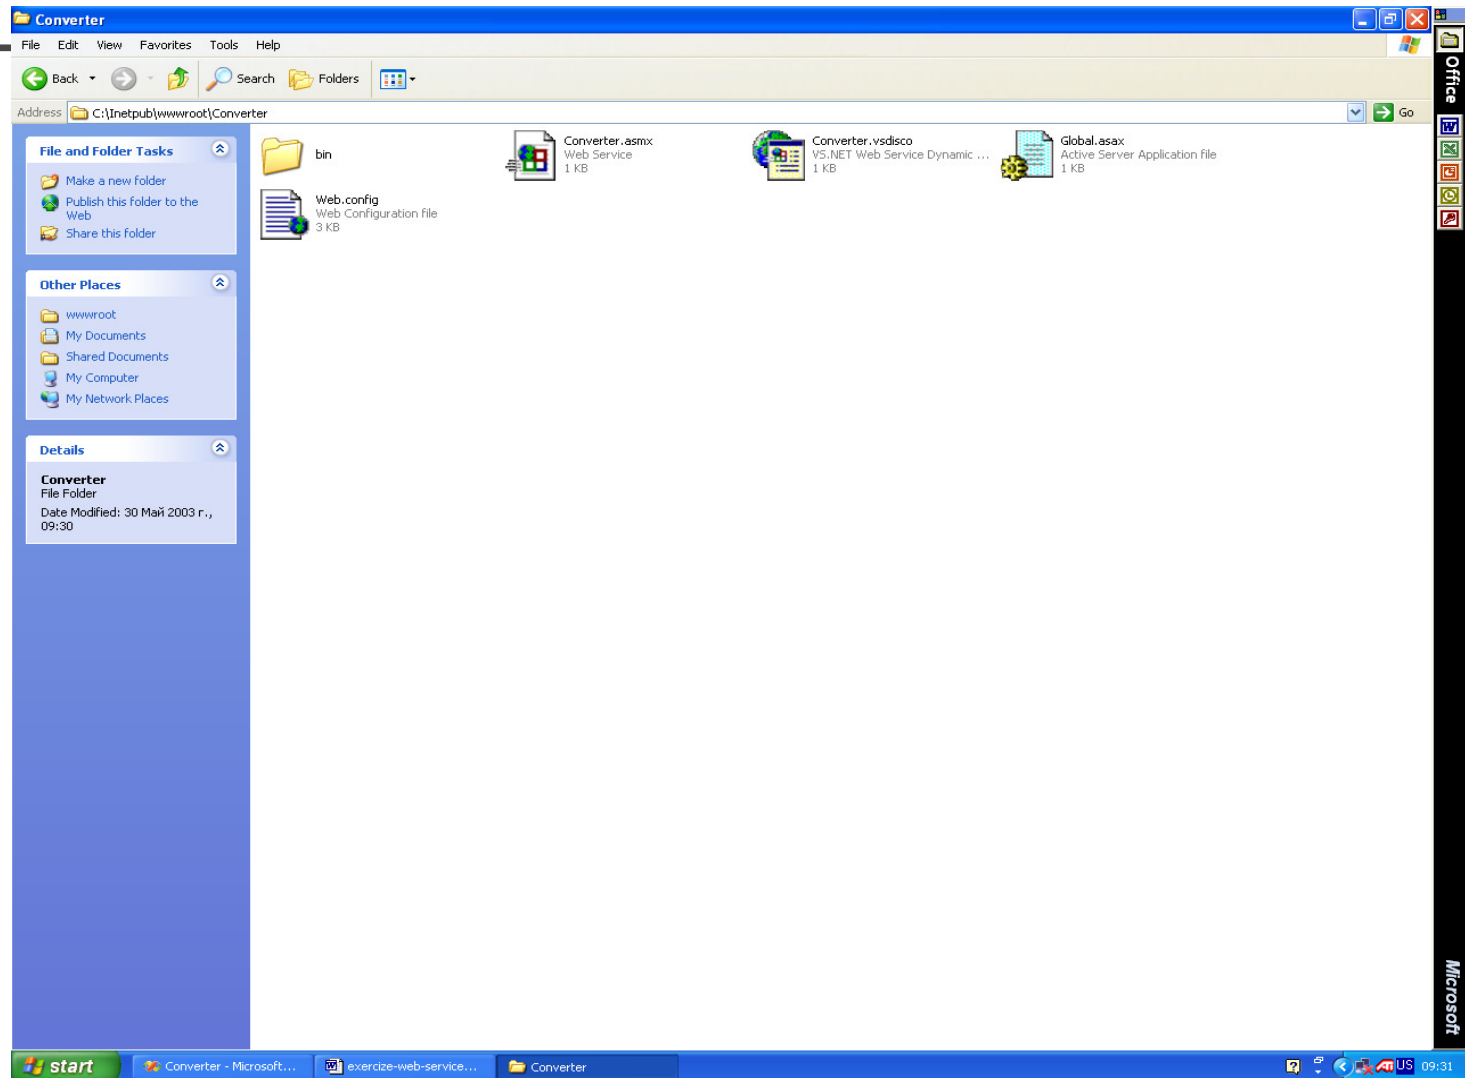 Converter
File Edit View Favorites Tools Help
Back Search Folders
Address C:\Inetpub\wwwroot\Converter Go
File and Folder Tasks
Make a new folder
Publish this folder to the
Web
Share this folder
Other Places
wwwroot
My Documents
Shared Documents
My Computer
My Network Places
Details
Converter
File Folder
Date Modified: 30 Май 2003 г.,
09:30
bin
Converter.asmx
Web Service
1 KB
Converter.vsdisco
VS.NET Web Service Dynamic ...
1 KB
Global.asax
Active Server Application file
1 KB
Web.config
Web Configuration file
3 KB
Office
Microsoft
start Converter - Microsoft... exercize-web-service... Converter ATI US 09:31